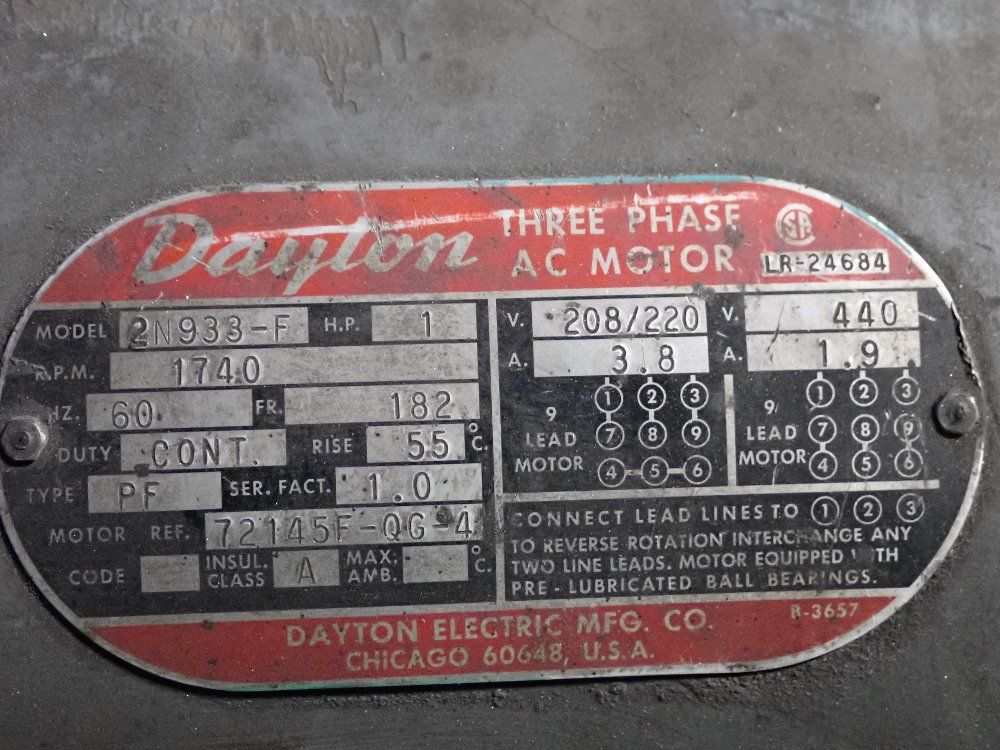 Dayton THREE PHASE AC MOTOR
SA LR-24684
MODEL 2N933-F H.P. 1
R.P.M. 1740
HZ. 60 FR. 182
DUTY CONT. RISE 55 °C.
TYPE PF SER. FACT. 1.0
MOTOR REF. 72145F-QG-4
CODE INSUL. CLASS A MAX. AMB. °C.
V. 208/220 V. 440
A. 3.8 A. 1.9
9 LEAD MOTOR
1 2 3
7 8 9
4-5-6
9 LEAD MOTOR
1 2 3
7 8 9
4 5 6
CONNECT LEAD LINES TO 1 2 3
TO REVERSE ROTATION INTERCHANGE ANY
TWO LINE LEADS. MOTOR EQUIPPED WITH
PRE-LUBRICATED BALL BEARINGS.
DAYTON ELECTRIC MFG. CO. R-3657
CHICAGO 60648, U.S.A.